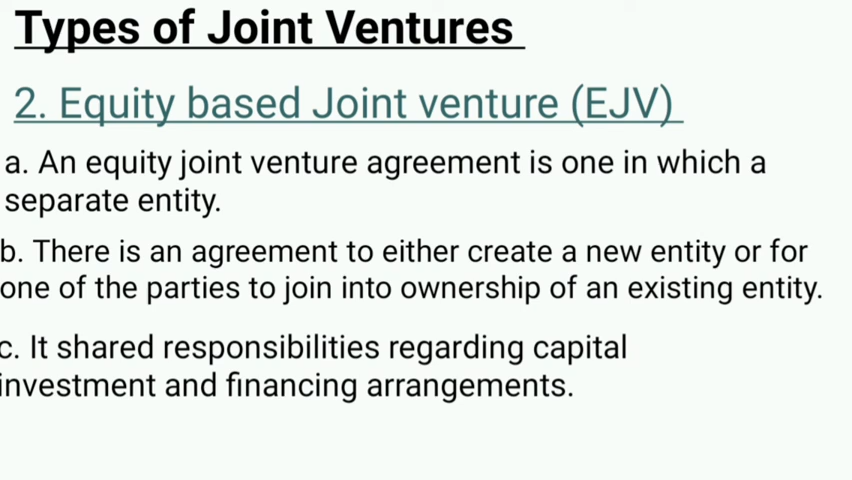 Types of Joint Ventures
2. Equity based Joint venture (EJV)
a. An equity joint venture agreement is one in which a
separate entity.
b. There is an agreement to either create a new entity or for
one of the parties to join into ownership of an existing entity.
c. It shared responsibilities regarding capital
investment and financing arrangements.